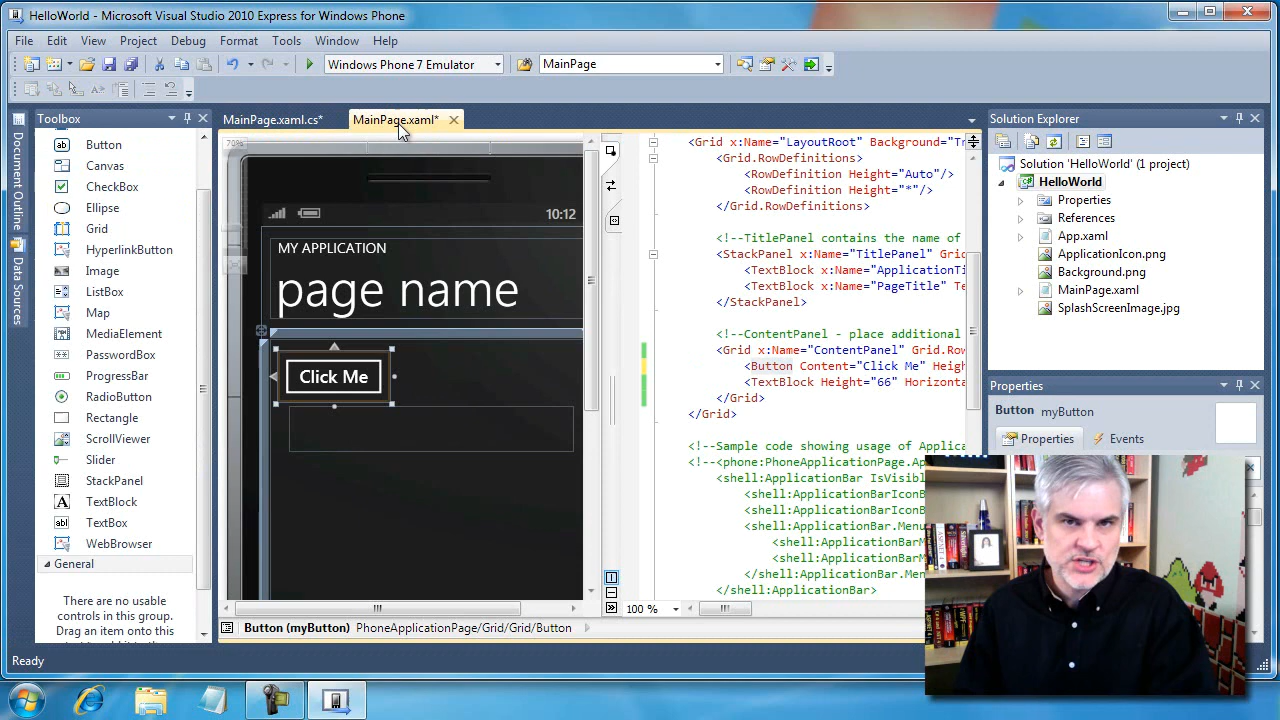 HelloWorld - Microsoft Visual Studio 2010 Express for Windows Phone
File Edit View Project Debug Format Tools Window Help
Windows Phone 7 Emulator MainPage
Toolbox
MainPage.xaml.cs* MainPage.xaml*
Solution Explorer
Document Outline
Data Sources
Button
Canvas
CheckBox
Ellipse
Grid
HyperlinkButton
Image
ListBox
Map
MediaElement
PasswordBox
ProgressBar
RadioButton
Rectangle
ScrollViewer
Slider
StackPanel
TextBlock
TextBox
WebBrowser
General
There are no usable
controls in this group.
Drag an item onto this
70%
10:12
MY APPLICATION
page name
Click Me
<Grid x:Name="LayoutRoot" Background="Tr
<Grid.RowDefinitions>
<RowDefinition Height="Auto"/>
<RowDefinition Height="*"/>
</Grid.RowDefinitions>
<!--TitlePanel contains the name of
<StackPanel x:Name="TitlePanel" Grid
<TextBlock x:Name="ApplicationTi
<TextBlock x:Name="PageTitle" Te
</StackPanel>
<!--ContentPanel - place additional
<Grid x:Name="ContentPanel" Grid.Row
<Button Content="Click Me" Heigh
<TextBlock Height="66" Horizonta
</Grid>
</Grid>
<!--Sample code showing usage of Applica
<!--<phone:PhoneApplicationPage.Ap
<shell:ApplicationBar IsVisibl
<shell:ApplicationBarIconB
<shell:ApplicationBarIconB
<shell:ApplicationBar.Menu
<shell:ApplicationBarM
<shell:ApplicationBarM
</shell:ApplicationBar.Men
</shell:ApplicationBar>
100 %
Button (myButton) PhoneApplicationPage/Grid/Grid/Button
Solution 'HelloWorld' (1 project)
HelloWorld
Properties
References
App.xaml
ApplicationIcon.png
Background.png
MainPage.xaml
SplashScreenImage.jpg
Properties
Button myButton
Properties Events
Ready